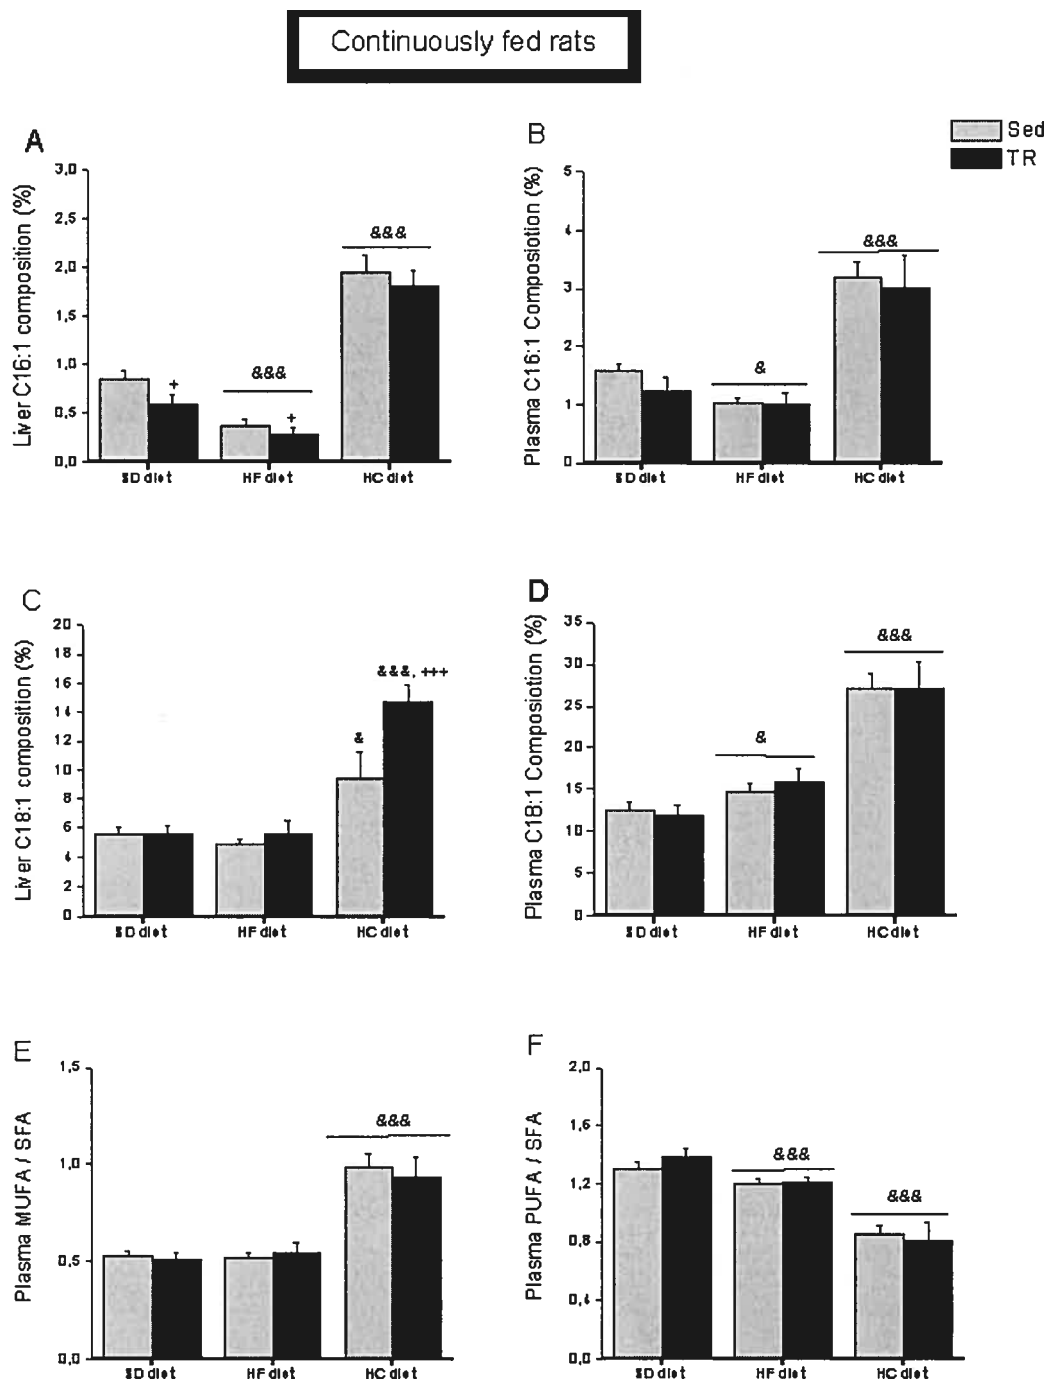 Continuously fed rats
Sed
TR
A
Liver C16:1 composition (%)
3,0
2,5
2,0
1,5
1,0
0,5
0,0
+
&&&
+
&&&
SD diet HF diet HC diet
B
Plasma C16:1 Composiotion (%)
5
4
3
2
1
0
&
&&&
SD diet HF diet HC diet
C
Liver C18:1 composition (%)
20
18
16
14
12
10
8
6
4
2
0
&
&&&, +++
SD diet HF diet HC diet
D
Plasma C18:1 Composiotion (%)
35
30
25
20
15
10
5
0
&
&&&
SD diet HF diet HC diet
E
Plasma MUFA / SFA
1,5
1,0
0,5
0,0
&&&
SD diet HF diet HC diet
F
Plasma PUFA / SFA
2,0
1,6
1,2
0,8
0,4
0,0
&&&
&&&
SD diet HF diet HC diet